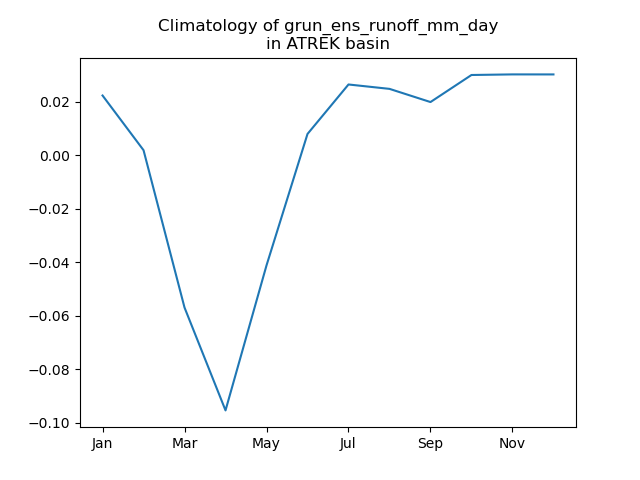 Climatology of grun_ens_runoff_mm_day
in ATREK basin
0.02
0.00
−0.02
−0.04
−0.06
−0.08
−0.10
Jan Mar May Jul Sep Nov